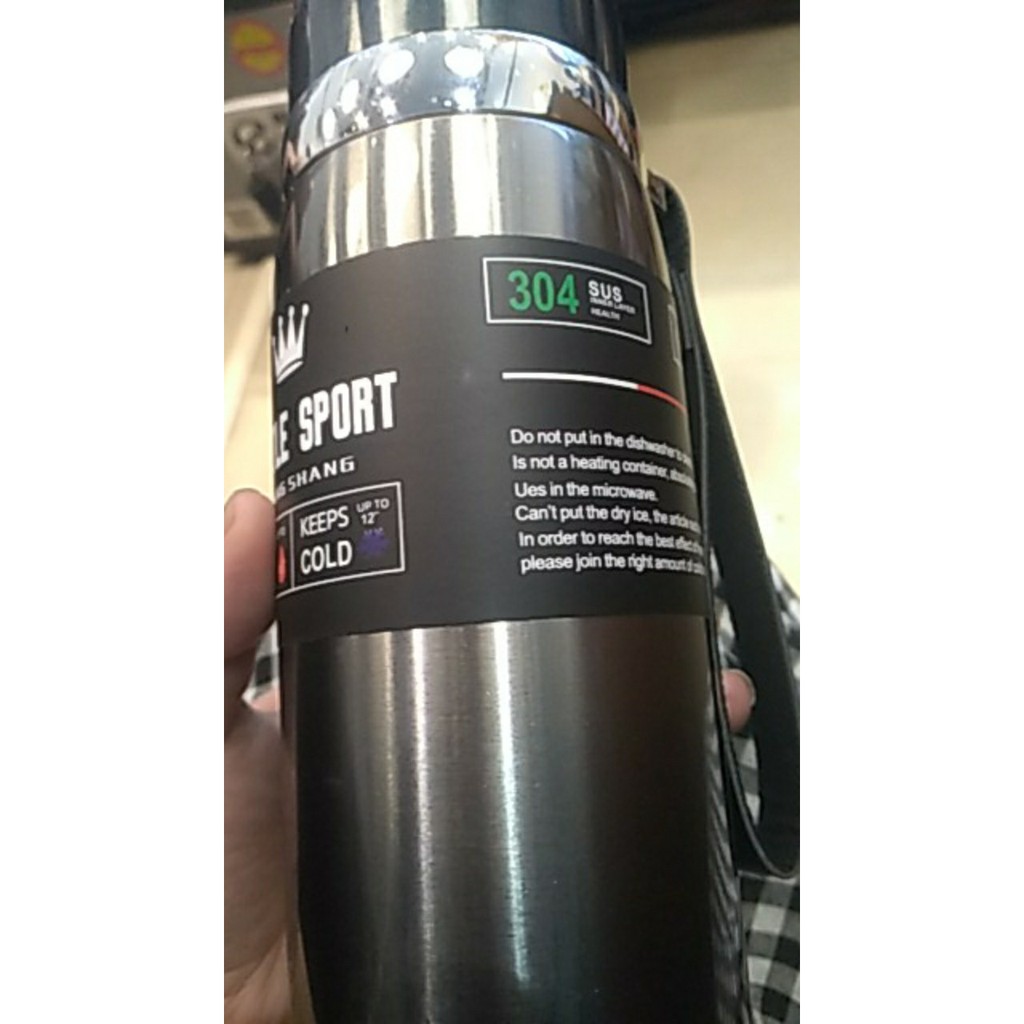 304 SUS
INNER LAYER
HEALTH
LE SPORT
SHANG
KEEPS UP TO
12
COLD
Do not put in the dishwasher
Is not a heating container,
Ues in the microwave.
Can't put the dry ice, the article
In order to reach the best effect of
please join the right amount of